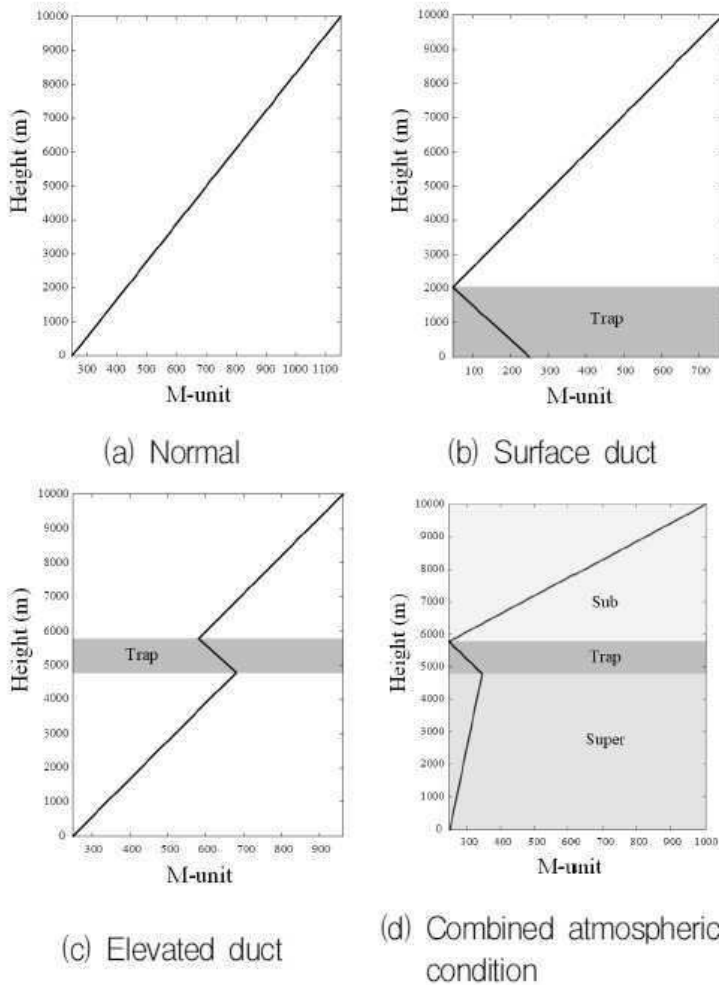 10000
9000
8000
7000
6000
5000
4000
3000
2000
1000
0
Height (m)
300 400 500 600 700 800 900 1000 1100
M-unit
(a) Normal
10000
9000
8000
7000
6000
5000
4000
3000
2000
1000
0
Height (m)
Trap
100 200 300 400 500 600 700
M-unit
(b) Surface duct
10000
9000
8000
7000
6000
5000
4000
3000
2000
1000
0
Height (m)
Trap
300 400 500 600 700 800 900
M-unit
(c) Elevated duct
10000
9000
8000
7000
6000
5000
4000
3000
2000
1000
0
Height (m)
Sub
Trap
Super
300 400 500 600 700 800 900 1000
M-unit
(d) Combined atmospheric
condition